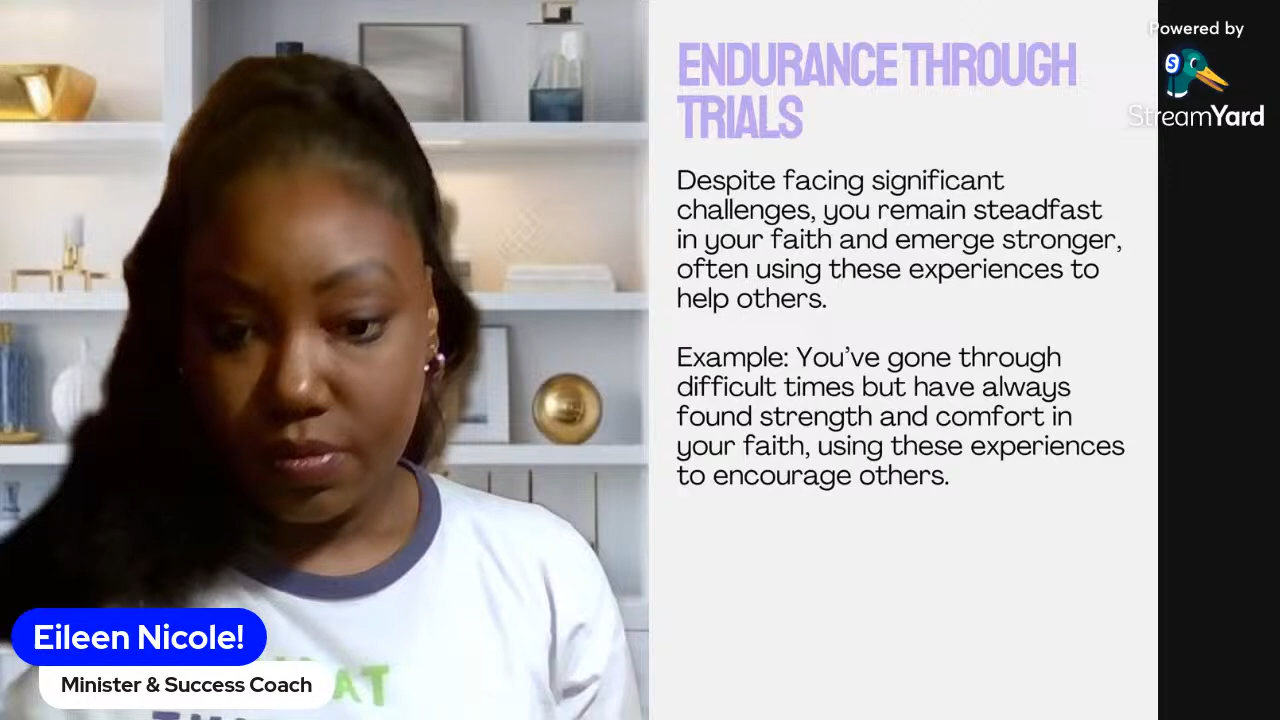 Powered by
StreamYard
ENDURANCE THROUGH
TRIALS
Despite facing significant
challenges, you remain steadfast
in your faith and emerge stronger,
often using these experiences to
help others.
Example: You’ve gone through
difficult times but have always
found strength and comfort in
your faith, using these experiences
to encourage others.
Eileen Nicole!
Minister & Success Coach